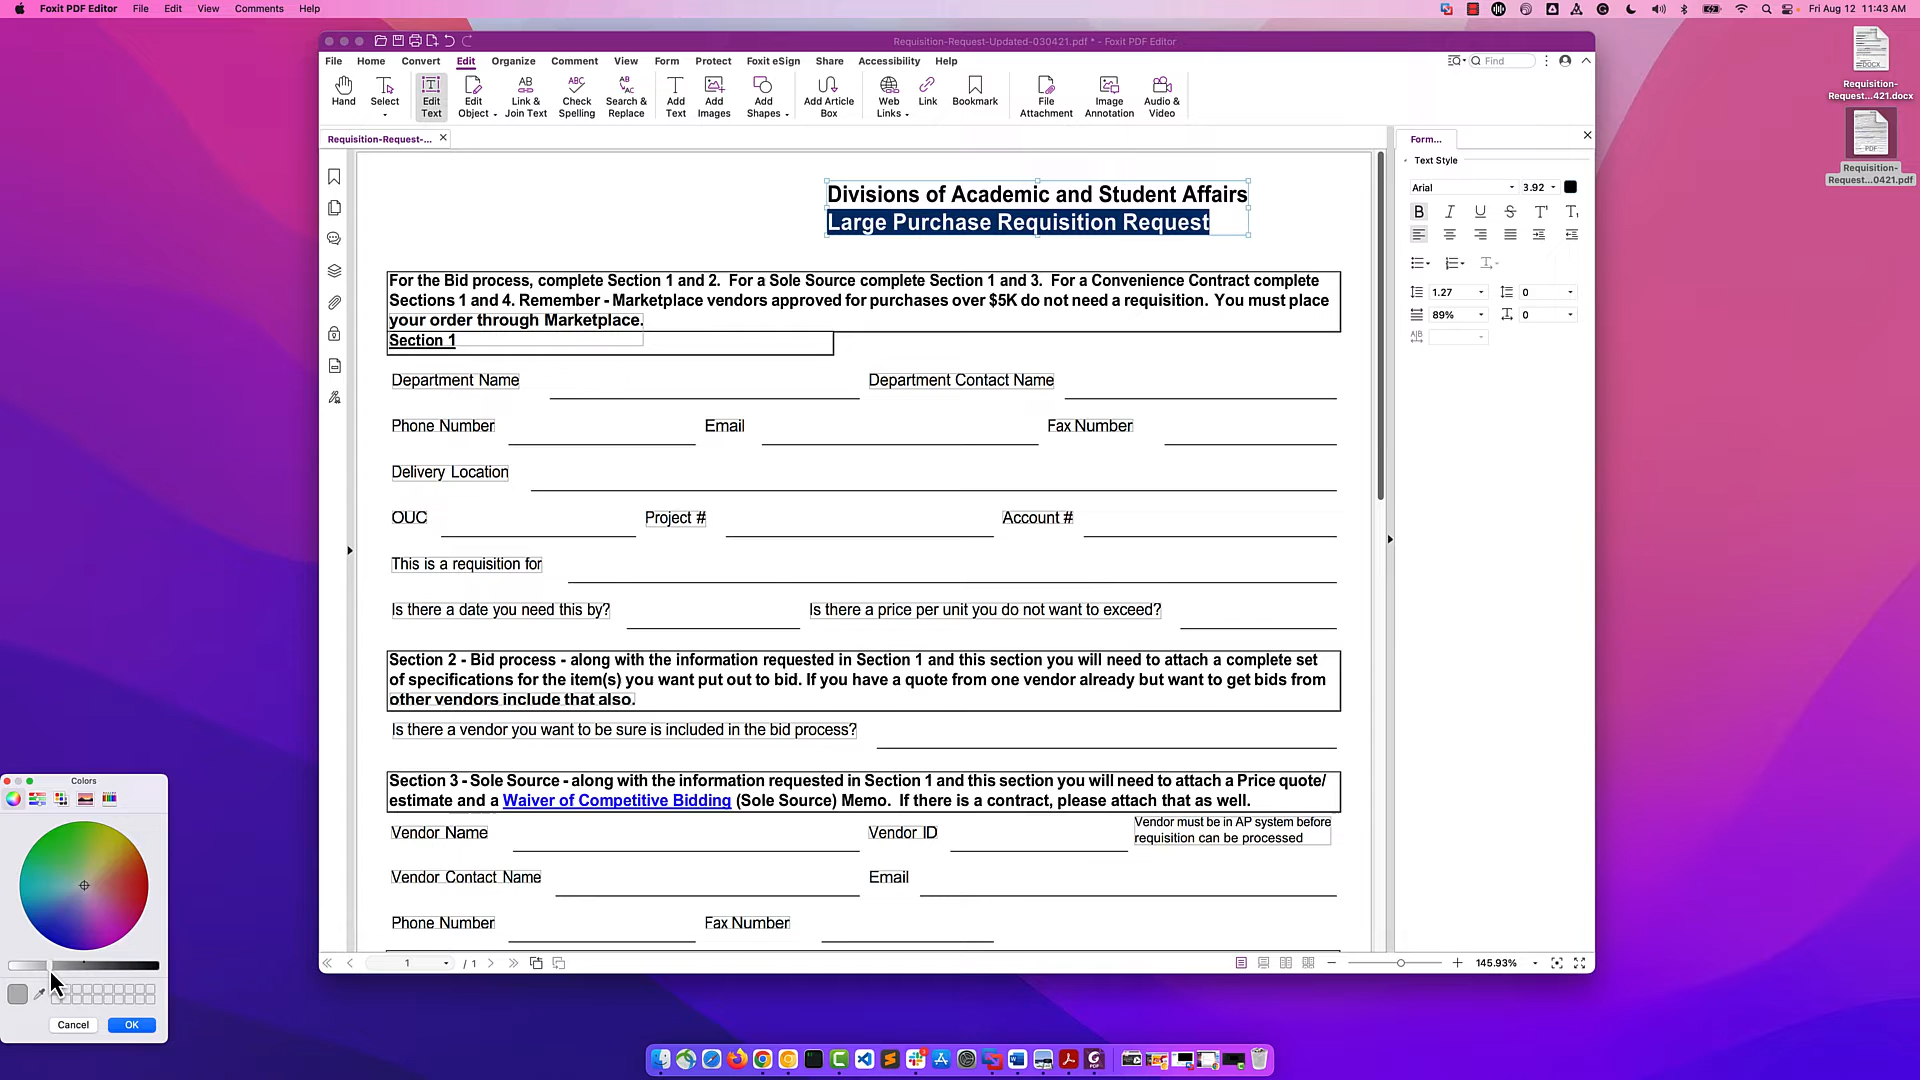 Foxit PDF Editor File Edit View Comments Help
Fri Aug 12 11:43 AM
Requisition-Request-Updated-030421.pdf * - Foxit PDF Editor
File Home Convert Edit Organize Comment View Form Protect Foxit eSign Share Accessibility Help
Find
Hand
Select
Edit Text
Edit Object
Link & Join Text
Check Spelling
Search & Replace
Add Text
Add Images
Add Shapes
Add Article Box
Web Links
Link
Bookmark
File Attachment
Image Annotation
Audio & Video
Requisition-Request-...
Form...
Text Style
Arial 3.92
1.27 0
89% 0
Requisition-
Request...421.docx
PDF
Requisition-
Request...0421.pdf
Divisions of Academic and Student Affairs
Large Purchase Requisition Request
For the Bid process, complete Section 1 and 2. For a Sole Source complete Section 1 and 3. For a Convenience Contract complete
Sections 1 and 4. Remember - Marketplace vendors approved for purchases over $5K do not need a requisition. You must place
your order through Marketplace.
Section 1
Department Name Department Contact Name
Phone Number Email Fax Number
Delivery Location
OUC Project # Account #
This is a requisition for
Is there a date you need this by? Is there a price per unit you do not want to exceed?
Section 2 - Bid process - along with the information requested in Section 1 and this section you will need to attach a complete set
of specifications for the item(s) you want put out to bid. If you have a quote from one vendor already but want to get bids from
other vendors include that also.
Is there a vendor you want to be sure is included in the bid process?
Section 3 - Sole Source - along with the information requested in Section 1 and this section you will need to attach a Price quote/
estimate and a Waiver of Competitive Bidding (Sole Source) Memo. If there is a contract, please attach that as well.
Vendor Name Vendor ID
Vendor must be in AP system before
requisition can be processed
Vendor Contact Name Email
Phone Number Fax Number
1 / 1
145.93%
Colors
Cancel OK